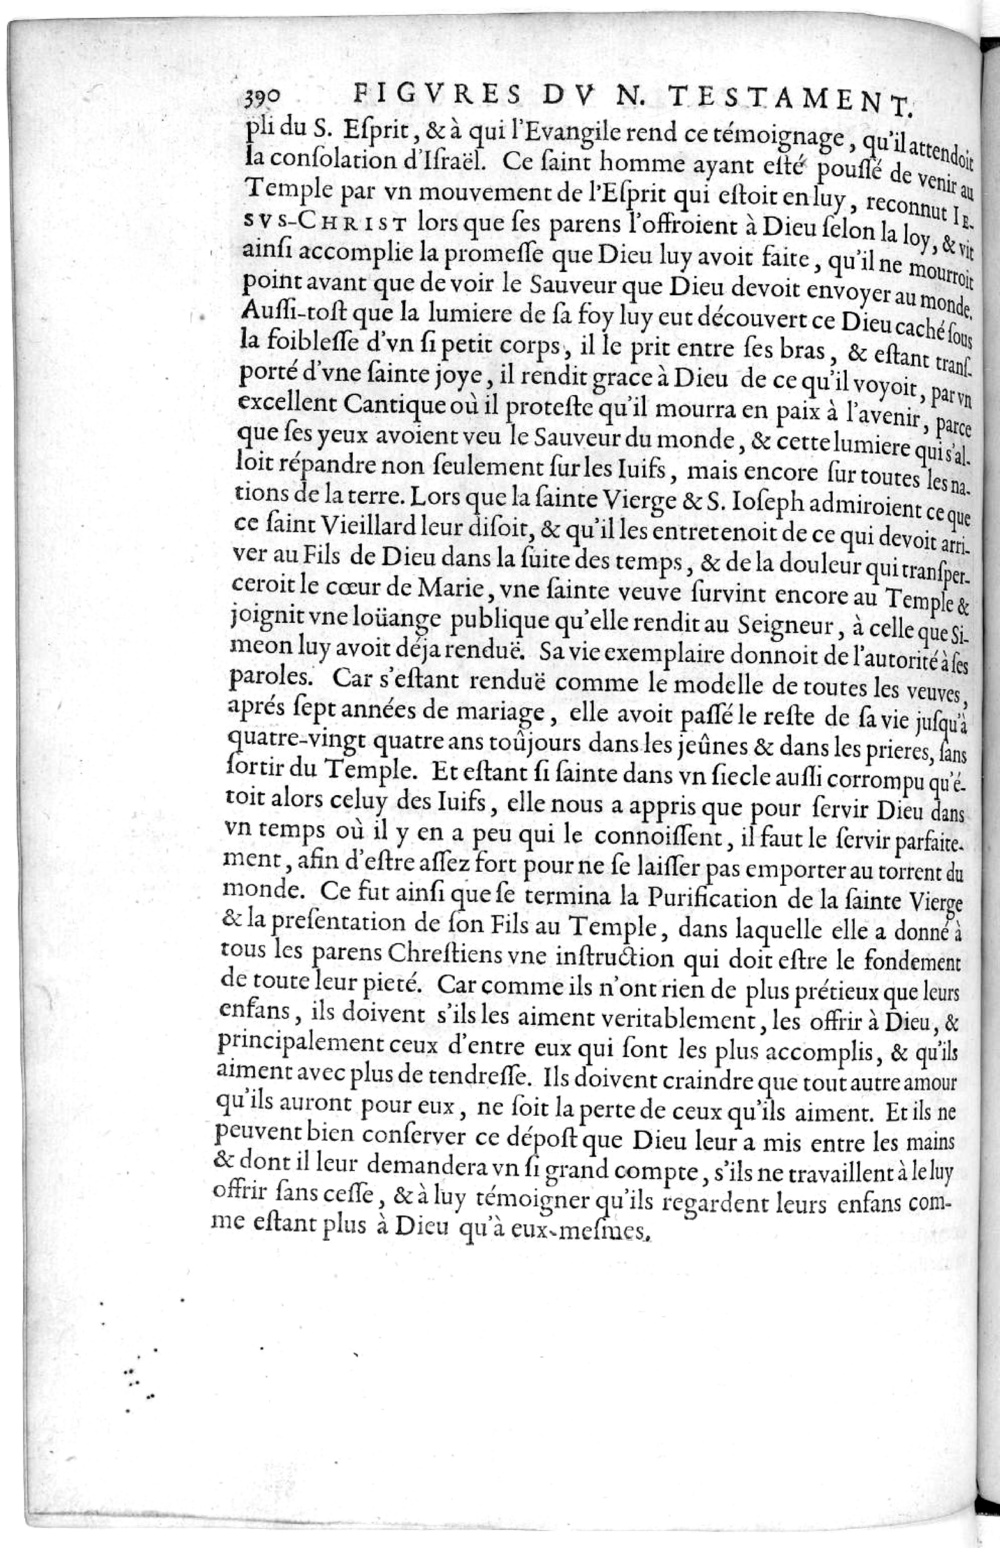 390 FIGVRES DV N. TESTAMENT.
pli du S. Eſprit, & à qui l'Evangile rend ce témoignage, qu'il attendoit
la conſolation d'Iſraël. Ce ſaint homme ayant eſté pouſſé de venir au
Temple par vn mouvement de l'Eſprit qui eſtoit en luy, reconnut IE-
SVS-CHRIST lors que ſes parens l'offroient à Dieu ſelon la loy, & vit
ainſi accomplie la promeſſe que Dieu luy avoit faite, qu'il ne mourroit
point avant que de voir le Sauveur que Dieu devoit envoyer au monde.
Auſſi-toſt que la lumiere de ſa foy luy eut découvert ce Dieu caché ſous
la foibleſſe d'vn ſi petit corps, il le prit entre ſes bras, & eſtant tranſ-
porté d'vne ſainte joye, il rendit grace à Dieu de ce qu'il voyoit, par vn
excellent Cantique où il proteſte qu'il mourra en paix à l'avenir, parce
que ſes yeux avoient veu le Sauveur du monde, & cette lumiere qui s'al-
loit répandre non ſeulement ſur les Iuifs, mais encore ſur toutes les na-
tions de la terre. Lors que la ſainte Vierge & S. Ioſeph admiroient ce que
ce ſaint Vieillard leur diſoit, & qu'il les entretenoit de ce qui devoit arri-
ver au Fils de Dieu dans la ſuite des temps, & de la douleur qui tranſper-
ceroit le cœur de Marie, vne ſainte veuve ſurvint encore au Temple &
joignit vne loüange publique qu'elle rendit au Seigneur, à celle que Si-
meon luy avoit déja renduë. Sa vie exemplaire donnoit de l'autorité à ſes
paroles. Car s'eſtant renduë comme le modelle de toutes les veuves,
aprés ſept années de mariage, elle avoit paſſé le reſte de ſa vie juſqu'à
quatre-vingt quatre ans toûjours dans les jeûnes & dans les prieres, ſans
ſortir du Temple. Et eſtant ſi ſainte dans vn ſiecle auſſi corrompu qu'é-
toit alors celuy des Iuifs, elle nous a appris que pour ſervir Dieu dans
vn temps où il y en a peu qui le connoiſſent, il faut le ſervir parfaite-
ment, afin d'eſtre aſſez fort pour ne ſe laiſſer pas emporter au torrent du
monde. Ce fut ainſi que ſe termina la Purification de la ſainte Vierge
& la preſentation de ſon Fils au Temple, dans laquelle elle a donné à
tous les parens Chreſtiens vne inſtruction qui doit eſtre le fondement
de toute leur pieté. Car comme ils n'ont rien de plus prétieux que leurs
enfans, ils doivent s'ils les aiment veritablement, les offrir à Dieu, &
principalement ceux d'entre eux qui ſont les plus accomplis, & qu'ils
aiment avec plus de tendreſſe. Ils doivent craindre que tout autre amour
qu'ils auront pour eux, ne ſoit la perte de ceux qu'ils aiment. Et ils ne
peuvent bien conſerver ce dépoſt que Dieu leur a mis entre les mains
& dont il leur demandera vn ſi grand compte, s'ils ne travaillent à le luy
offrir ſans ceſſe, & à luy témoigner qu'ils regardent leurs enfans com-
me eſtant plus à Dieu qu'à eux-meſmes.